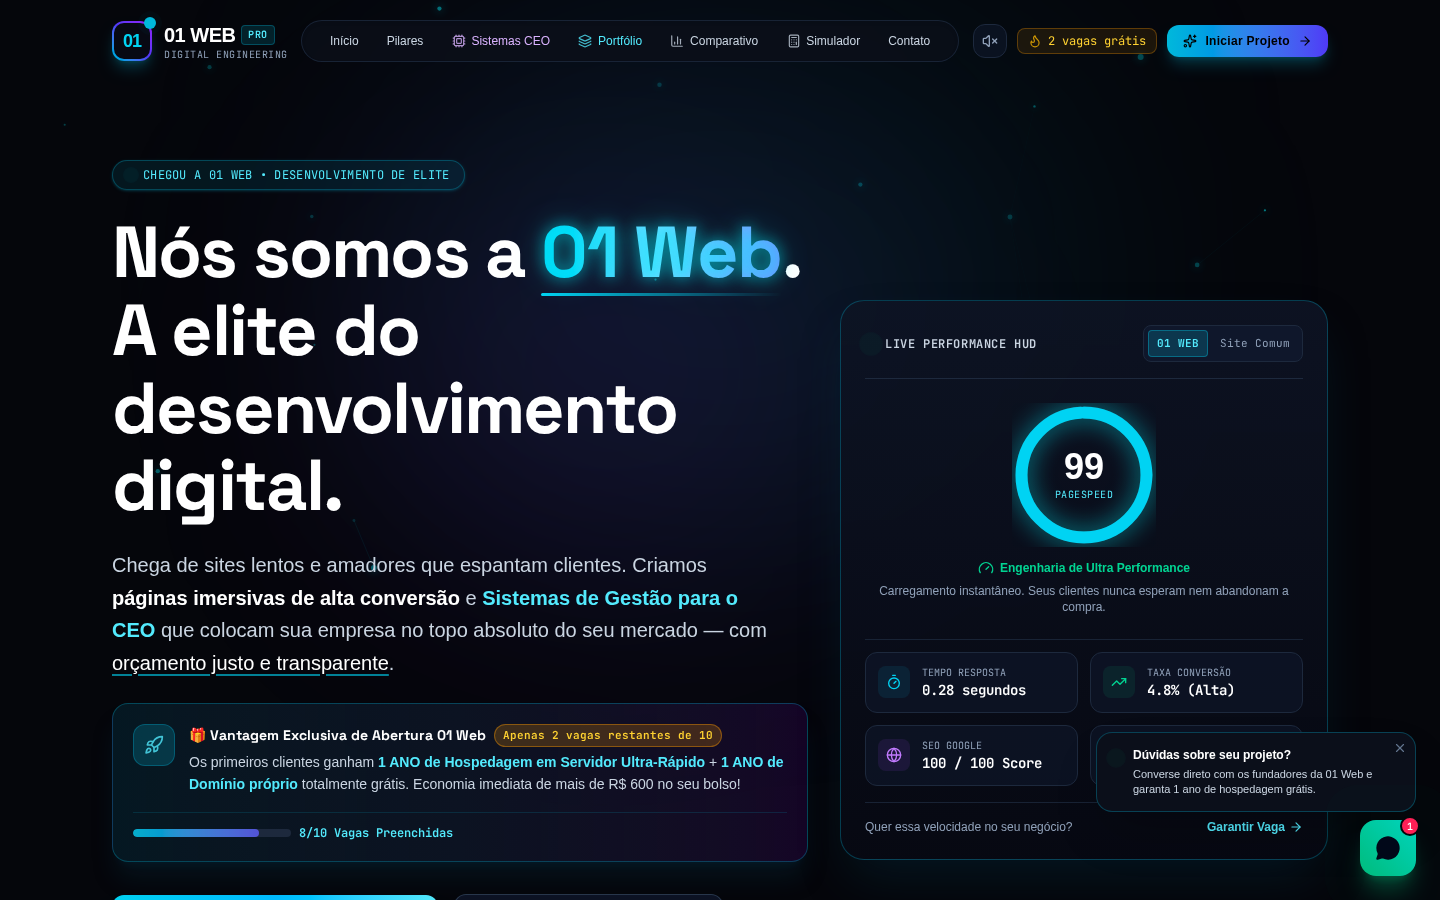 01
01 WEB PRO
DIGITAL ENGINEERING
Início
Pilares
Sistemas CEO
Portfólio
Comparativo
Simulador
Contato
2 vagas grátis
Iniciar Projeto
CHEGOU A 01 WEB • DESENVOLVIMENTO DE ELITE
Nós somos a 01 Web.
A elite do
desenvolvimento
digital.
Chega de sites lentos e amadores que espantam clientes. Criamos
páginas imersivas de alta conversão e Sistemas de Gestão para o
CEO que colocam sua empresa no topo absoluto do seu mercado — com
orçamento justo e transparente.
🎁 Vantagem Exclusiva de Abertura 01 Web
Apenas 2 vagas restantes de 10
Os primeiros clientes ganham 1 ANO de Hospedagem em Servidor Ultra-Rápido + 1 ANO de
Domínio próprio totalmente grátis. Economia imediata de mais de R$ 600 no seu bolso!
8/10 Vagas Preenchidas
LIVE PERFORMANCE HUD
01 WEB
Site Comum
99
PAGESPEED
Engenharia de Ultra Performance
Carregamento instantâneo. Seus clientes nunca esperam nem abandonam a
compra.
TEMPO RESPOSTA
0.28 segundos
TAXA CONVERSÃO
4.8% (Alta)
SEO GOOGLE
100 / 100 Score
Quer essa velocidade no seu negócio?
Garantir Vaga
Dúvidas sobre seu projeto?
Converse direto com os fundadores da 01 Web e
garanta 1 ano de hospedagem grátis.
1